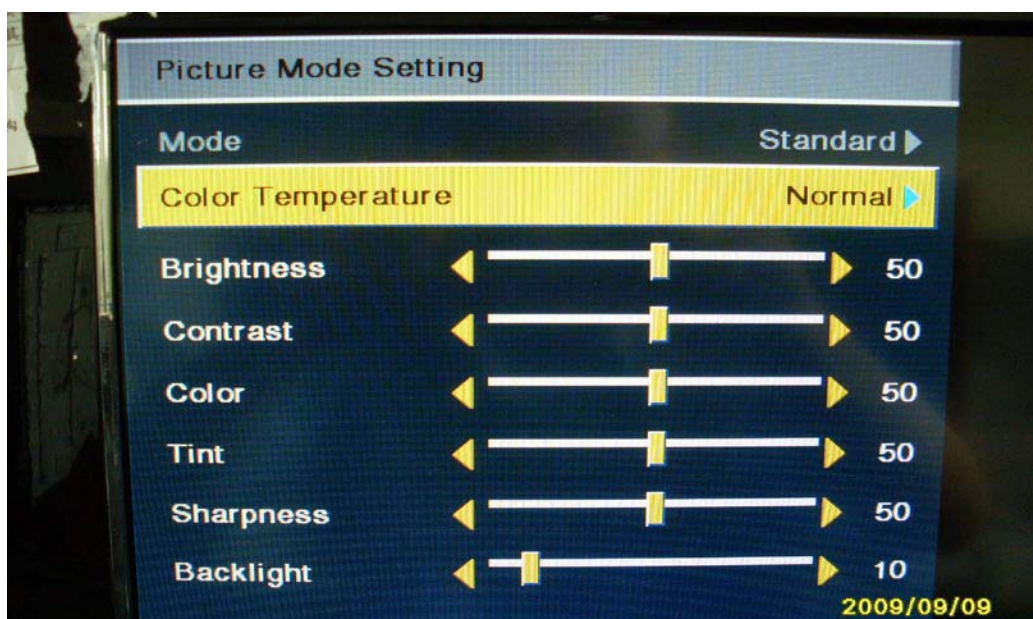 Picture Mode Setting
Mode Standard
Color Temperature Normal
Brightness 50
Contrast 50
Color 50
Tint 50
Sharpness 50
Backlight 10
2009/09/09